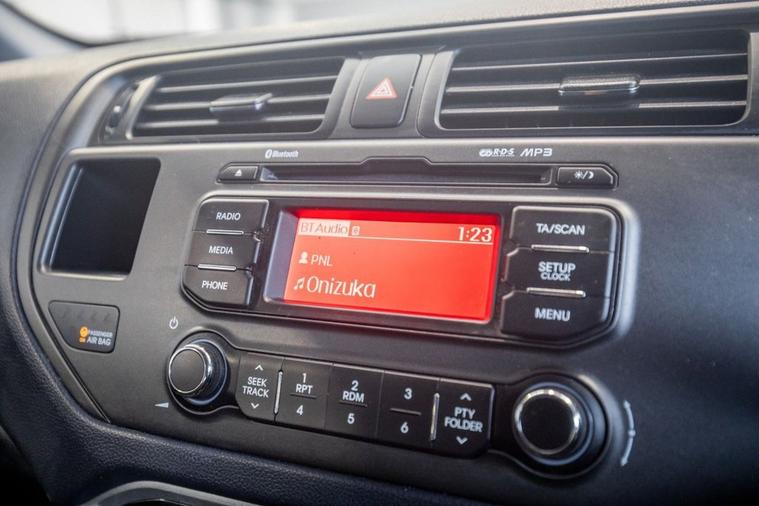 Bluetooth
R·D·S MP3
RADIO
MEDIA
PHONE
BT Audio 1:23
PNL
Onizuka
TA/SCAN
SETUP
CLOCK
MENU
PASSENGER
AIR BAG
SEEK
TRACK
1
RPT
4
2
RDM
5
3
6
PTY
FOLDER